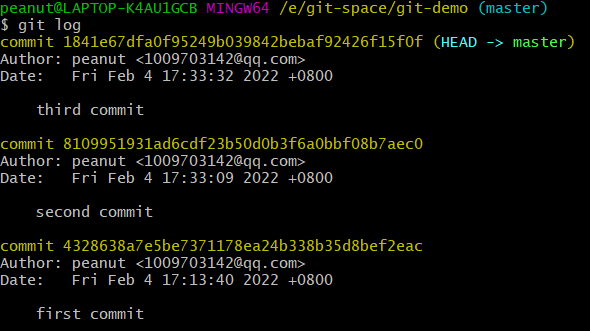 peanut@LAPTOP-K4AU1GCB MINGW64 /e/git-space/git-demo (master)
$ git log
commit 1841e67dfa0f95249b039842bebaf92426f15f0f (HEAD -> master)
Author: peanut <1009703142@qq.com>
Date:   Fri Feb 4 17:33:32 2022 +0800
    third commit
commit 8109951931ad6cdf23b50d0b3f6a0bbf08b7aec0
Author: peanut <1009703142@qq.com>
Date:   Fri Feb 4 17:33:09 2022 +0800
    second commit
commit 4328638a7e5be7371178ea24b338b35d8bef2eac
Author: peanut <1009703142@qq.com>
Date:   Fri Feb 4 17:13:40 2022 +0800
    first commit